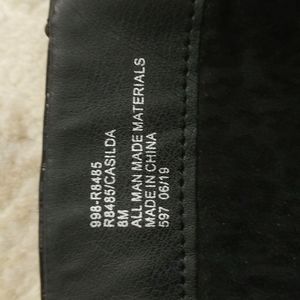 998-R8485
R8485/CASILDA
8M
ALL MAN MADE MATERIALS
MADE IN CHINA
597 06/19